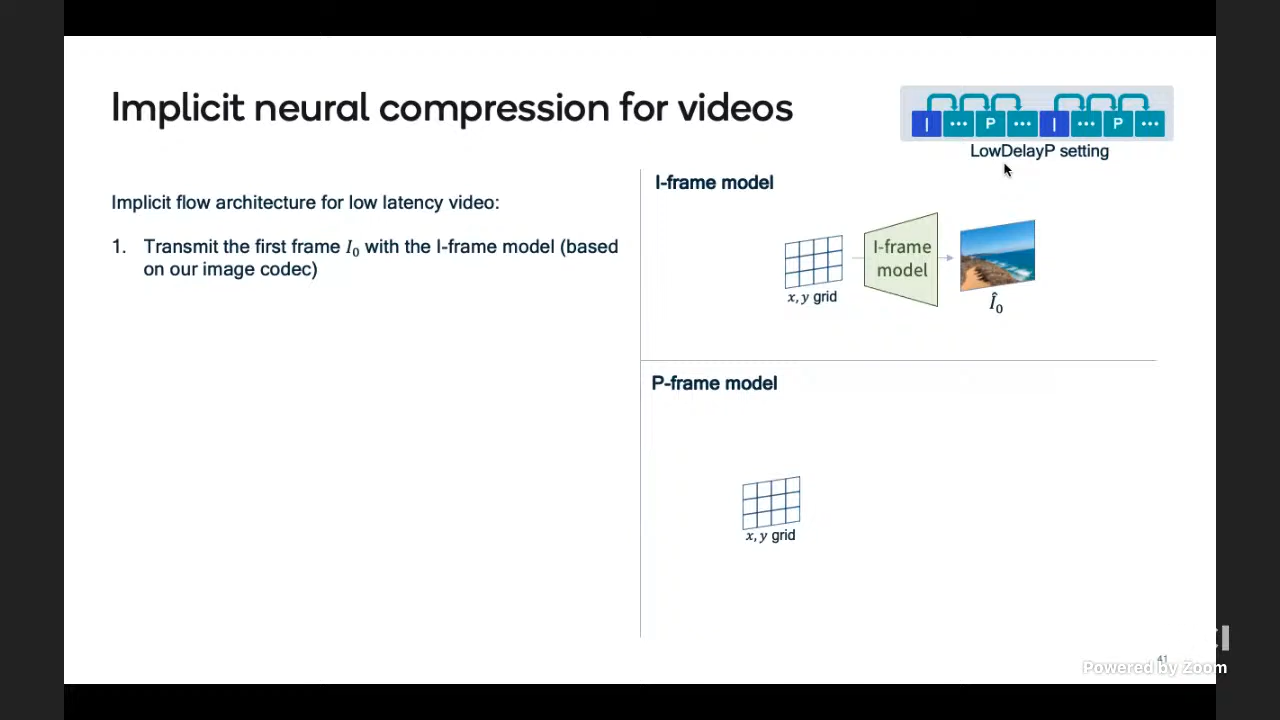 Implicit neural compression for videos
I ... P ... I ... P ...
LowDelayP setting
Implicit flow architecture for low latency video:
1. Transmit the first frame I₀ with the I-frame model (based
on our image codec)
I-frame model
I-frame
model
x, y grid
Î₀
P-frame model
x, y grid
41
Powered by Zoom